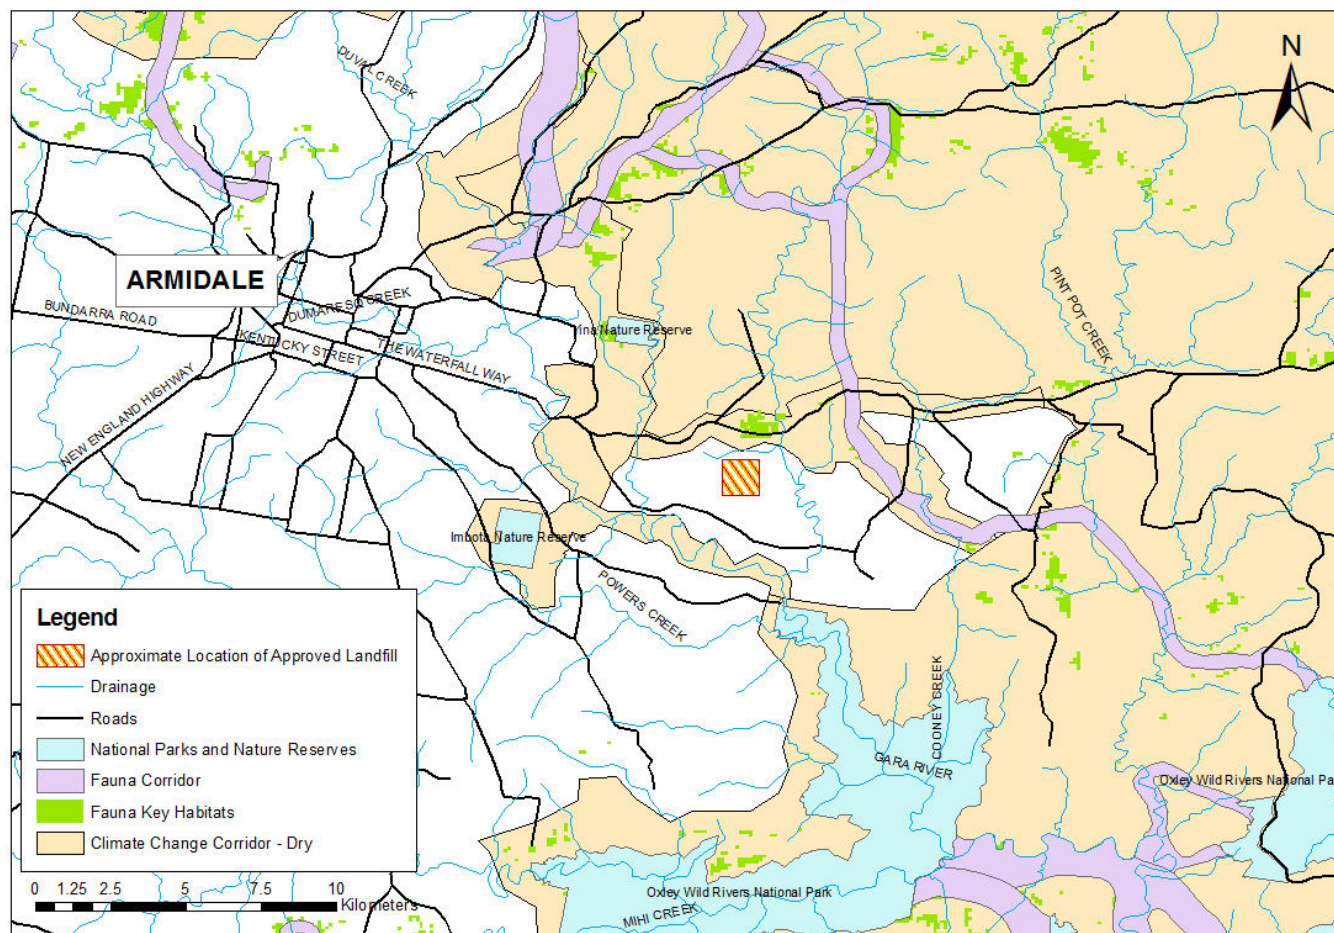 N
DUVAL CREEK
ARMIDALE
BUNDARRA ROAD
DUMARESQ CREEK
KENTUCKY STREET
THE WATERFALL WAY
NEW ENGLAND HIGHWAY
Nature Reserve
PINT POT CREEK
Imbota Nature Reserve
POWERS CREEK
COONEY CREEK
GARA RIVER
Oxley Wild Rivers National Pa
Oxley Wild Rivers National Park
MIHI CREEK
Legend
Approximate Location of Approved Landfill
Drainage
Roads
National Parks and Nature Reserves
Fauna Corridor
Fauna Key Habitats
Climate Change Corridor - Dry
0 1.25 2.5 5 7.5 10
Kilometers